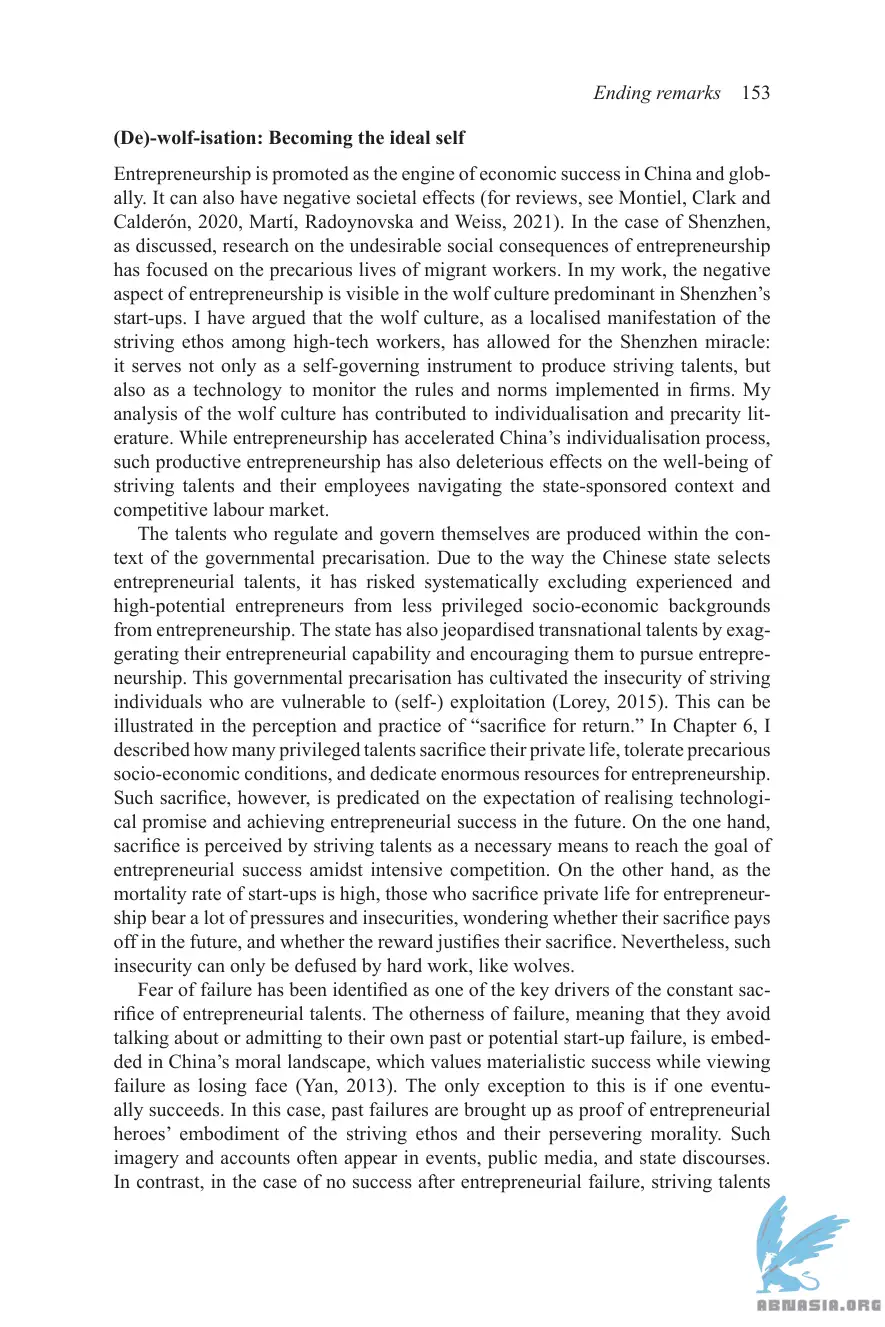 Ending remarks 153
(De)-wolf-isation: Becoming the ideal self
Entrepreneurship is promoted as the engine of economic success in China and glob-
ally. It can also have negative societal effects (for reviews, see Montiel, Clark and
Calderón, 2020, Martí, Radoynovska and Weiss, 2021). In the case of Shenzhen,
as discussed, research on the undesirable social consequences of entrepreneurship
has focused on the precarious lives of migrant workers. In my work, the negative
aspect of entrepreneurship is visible in the wolf culture predominant in Shenzhen’s
start-ups. I have argued that the wolf culture, as a localised manifestation of the
striving ethos among high-tech workers, has allowed for the Shenzhen miracle:
it serves not only as a self-governing instrument to produce striving talents, but
also as a technology to monitor the rules and norms implemented in firms. My
analysis of the wolf culture has contributed to individualisation and precarity lit-
erature. While entrepreneurship has accelerated China’s individualisation process,
such productive entrepreneurship has also deleterious effects on the well-being of
striving talents and their employees navigating the state-sponsored context and
competitive labour market.
The talents who regulate and govern themselves are produced within the con-
text of the governmental precarisation. Due to the way the Chinese state selects
entrepreneurial talents, it has risked systematically excluding experienced and
high-potential entrepreneurs from less privileged socio-economic backgrounds
from entrepreneurship. The state has also jeopardised transnational talents by exag-
gerating their entrepreneurial capability and encouraging them to pursue entrepre-
neurship. This governmental precarisation has cultivated the insecurity of striving
individuals who are vulnerable to (self-) exploitation (Lorey, 2015). This can be
illustrated in the perception and practice of “sacrifice for return.” In Chapter 6, I
described how many privileged talents sacrifice their private life, tolerate precarious
socio-economic conditions, and dedicate enormous resources for entrepreneurship.
Such sacrifice, however, is predicated on the expectation of realising technologi-
cal promise and achieving entrepreneurial success in the future. On the one hand,
sacrifice is perceived by striving talents as a necessary means to reach the goal of
entrepreneurial success amidst intensive competition. On the other hand, as the
mortality rate of start-ups is high, those who sacrifice private life for entrepreneur-
ship bear a lot of pressures and insecurities, wondering whether their sacrifice pays
off in the future, and whether the reward justifies their sacrifice. Nevertheless, such
insecurity can only be defused by hard work, like wolves.
Fear of failure has been identified as one of the key drivers of the constant sac-
rifice of entrepreneurial talents. The otherness of failure, meaning that they avoid
talking about or admitting to their own past or potential start-up failure, is embed-
ded in China’s moral landscape, which values materialistic success while viewing
failure as losing face (Yan, 2013). The only exception to this is if one eventu-
ally succeeds. In this case, past failures are brought up as proof of entrepreneurial
heroes’ embodiment of the striving ethos and their persevering morality. Such
imagery and accounts often appear in events, public media, and state discourses.
In contrast, in the case of no success after entrepreneurial failure, striving talents
ABNASIA.ORG